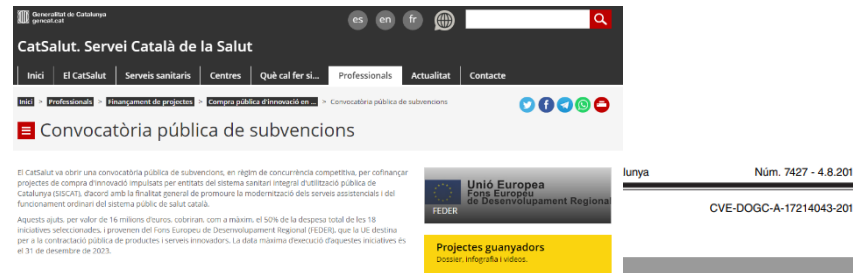 Generalitat de Catalunya
gencat.cat
es en fr
CatSalut. Servei Català de la Salut
Inici El CatSalut Serveis sanitaris Centres Què cal fer si... Professionals Actualitat Contacte
Inici > Professionals > Finançament de projectes > Compra pública d'innovació en ... > Convocatòria pública de subvencions
Convocatòria pública de subvencions
El CatSalut va obrir una convocatòria pública de subvencions, en règim de concurrència competitiva, per cofinançar
projectes de compra d'innovació impulsats per entitats del sistema sanitari integral d'utilització pública de
Catalunya (SISCAT), d'acord amb la finalitat general de promoure la modernització dels serveis assistencials i del
funcionament ordinari del sistema públic de salut català.
Aquests ajuts, per valor de 16 milions d'euros, cobriran, com a màxim, el 50% de la despesa total de les 18
iniciatives seleccionades, i provenen del Fons Europeu de Desenvolupament Regional (FEDER), que la UE destina
per a la contractació pública de productes i serveis innovadors. La data màxima d'execució d'aquestes iniciatives és
el 31 de desembre de 2023.
Unió Europea
Fons Europeu
de Desenvolupament Regional
FEDER
Projectes guanyadors
Dossier, infografia i vídeos.
lunya Núm. 7427 - 4.8.201
CVE-DOGC-A-17214043-201